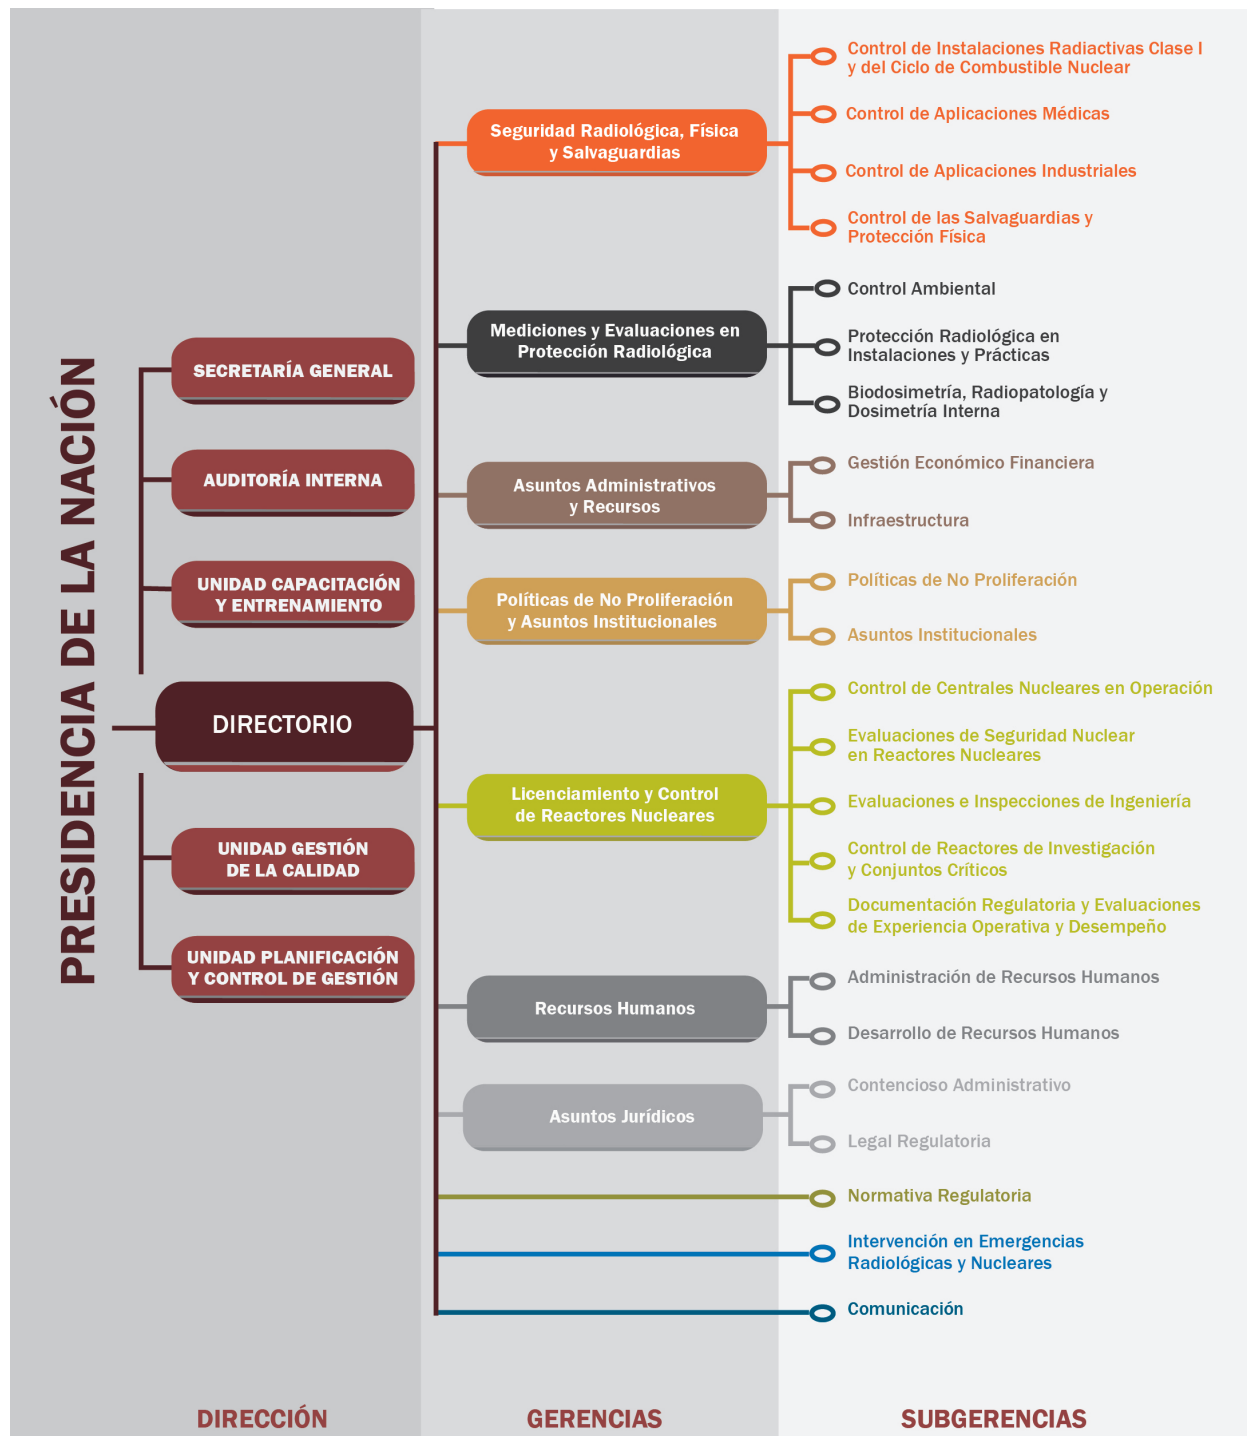 PRESIDENCIA DE LA NACIÓN
SECRETARÍA GENERAL
AUDITORÍA INTERNA
UNIDAD CAPACITACIÓN
Y ENTRENAMIENTO
DIRECTORIO
UNIDAD GESTIÓN
DE LA CALIDAD
UNIDAD PLANIFICACIÓN
Y CONTROL DE GESTIÓN
Seguridad Radiológica, Física
y Salvaguardias
Control de Instalaciones Radiactivas Clase I
y del Ciclo de Combustible Nuclear
Control de Aplicaciones Médicas
Control de Aplicaciones Industriales
Control de las Salvaguardias y
Protección Física
Mediciones y Evaluaciones en
Protección Radiológica
Control Ambiental
Protección Radiológica en
Instalaciones y Prácticas
Biodosimetría, Radiopatología y
Dosimetría Interna
Asuntos Administrativos
y Recursos
Gestión Económico Financiera
Infraestructura
Políticas de No Proliferación
y Asuntos Institucionales
Políticas de No Proliferación
Asuntos Institucionales
Licenciamiento y Control
de Reactores Nucleares
Control de Centrales Nucleares en Operación
Evaluaciones de Seguridad Nuclear
en Reactores Nucleares
Evaluaciones e Inspecciones de Ingeniería
Control de Reactores de Investigación
y Conjuntos Críticos
Documentación Regulatoria y Evaluaciones
de Experiencia Operativa y Desempeño
Recursos Humanos
Administración de Recursos Humanos
Desarrollo de Recursos Humanos
Asuntos Jurídicos
Contencioso Administrativo
Legal Regulatoria
Normativa Regulatoria
Intervención en Emergencias
Radiológicas y Nucleares
Comunicación
DIRECCIÓN
GERENCIAS
SUBGERENCIAS